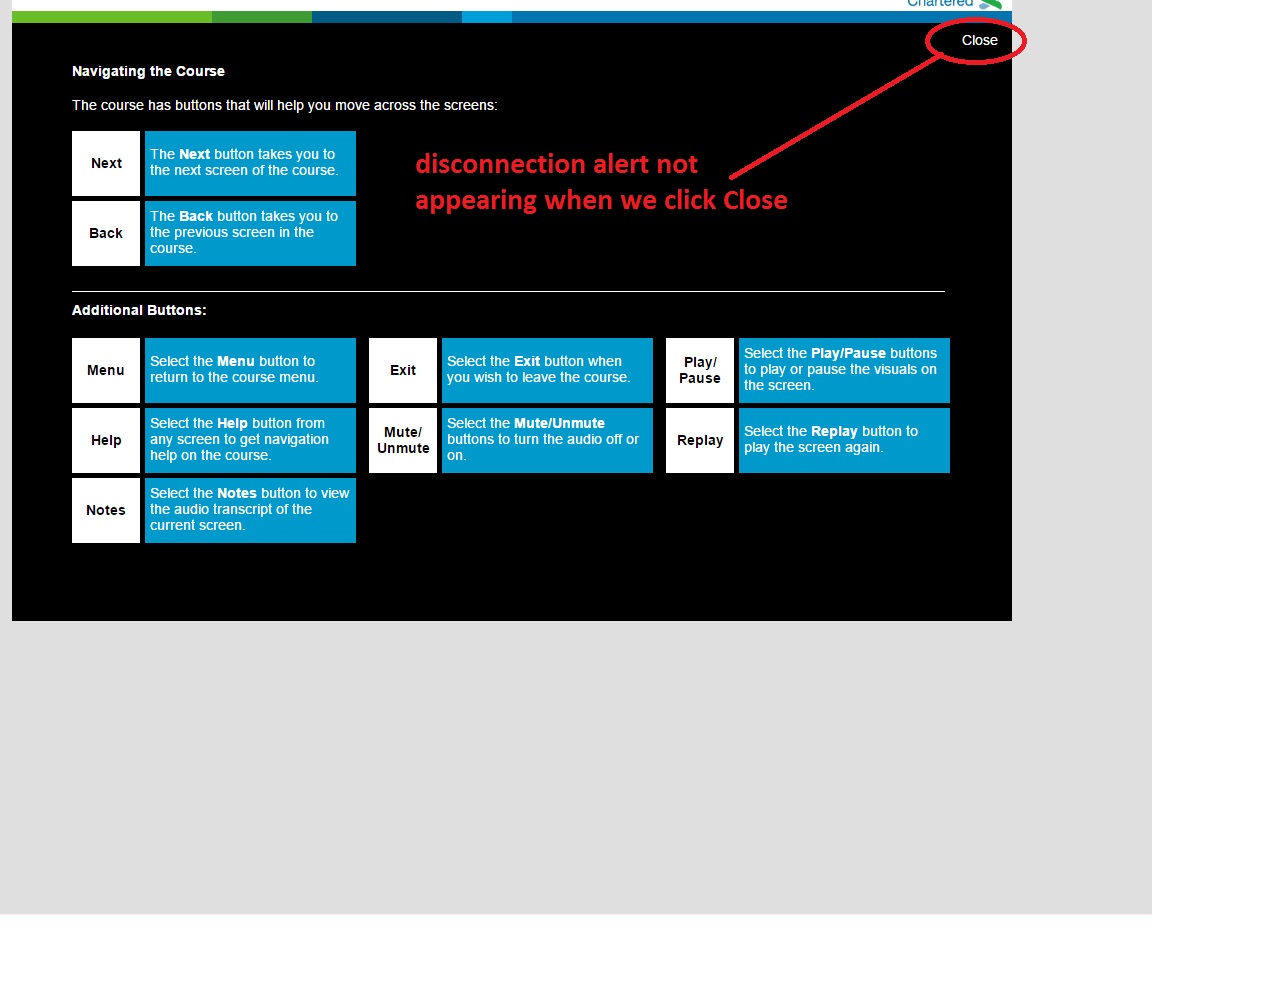 Chartered
Close
Navigating the Course
The course has buttons that will help you move across the screens:
Next
The Next button takes you to
the next screen of the course.
Back
The Back button takes you to
the previous screen in the
course.
disconnection alert not
appearing when we click Close
Additional Buttons:
Menu
Select the Menu button to
return to the course menu.
Exit
Select the Exit button when
you wish to leave the course.
Play/
Pause
Select the Play/Pause buttons
to play or pause the visuals on
the screen.
Help
Select the Help button from
any screen to get navigation
help on the course.
Mute/
Unmute
Select the Mute/Unmute
buttons to turn the audio off or
on.
Replay
Select the Replay button to
play the screen again.
Notes
Select the Notes button to view
the audio transcript of the
current screen.